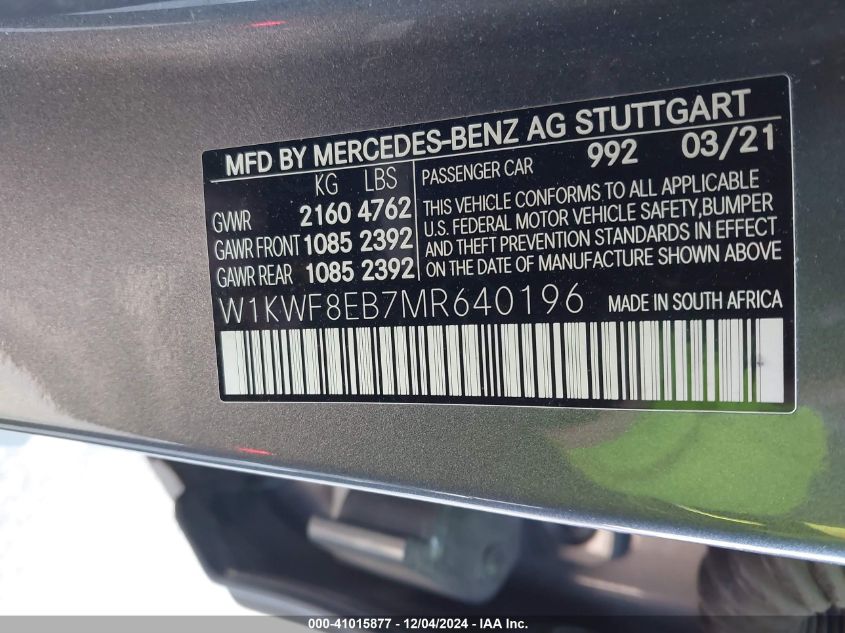 MFD BY MERCEDES-BENZ AG STUTTGART
KG LBS PASSENGER CAR 992 03/21
GVWR 2160 4762
GAWR FRONT 1085 2392
GAWR REAR 1085 2392
THIS VEHICLE CONFORMS TO ALL APPLICABLE
U.S. FEDERAL MOTOR VEHICLE SAFETY,BUMPER
AND THEFT PREVENTION STANDARDS IN EFFECT
ON THE DATE OF MANUFACTURE SHOWN ABOVE
W1KWF8EB7MR640196 MADE IN SOUTH AFRICA
000-41015877 - 12/04/2024 - IAA Inc.